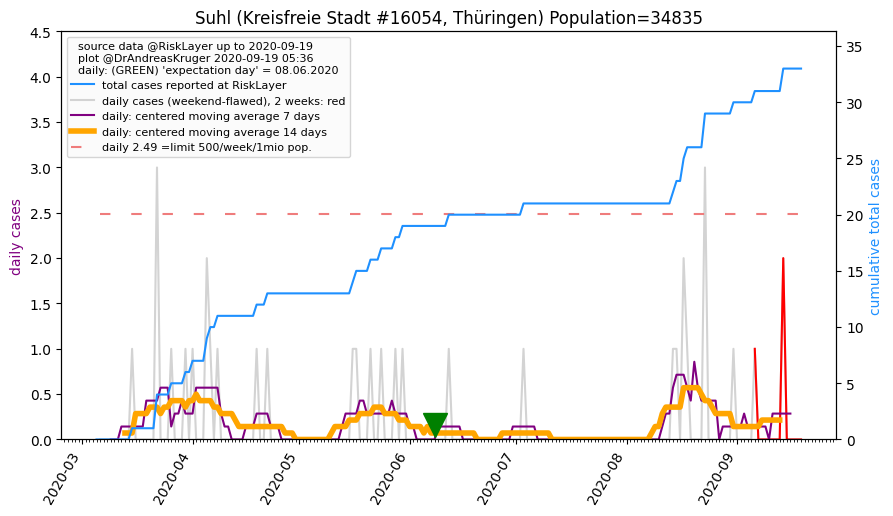 Suhl (Kreisfreie Stadt #16054, Thüringen) Population=34835
source data @RiskLayer up to 2020-09-19
plot @DrAndreasKruger 2020-09-19 05:36
daily: (GREEN) 'expectation day' = 08.06.2020
total cases reported at RiskLayer
daily cases (weekend-flawed), 2 weeks: red
daily: centered moving average 7 days
daily: centered moving average 14 days
daily 2.49 =limit 500/week/1mio pop.
daily cases
4.5
4.0
3.5
3.0
2.5
2.0
1.5
1.0
0.5
0.0
35
30
25
20
15
10
5
0
cumulative total cases
2020-03
2020-04
2020-05
2020-06
2020-07
2020-08
2020-09